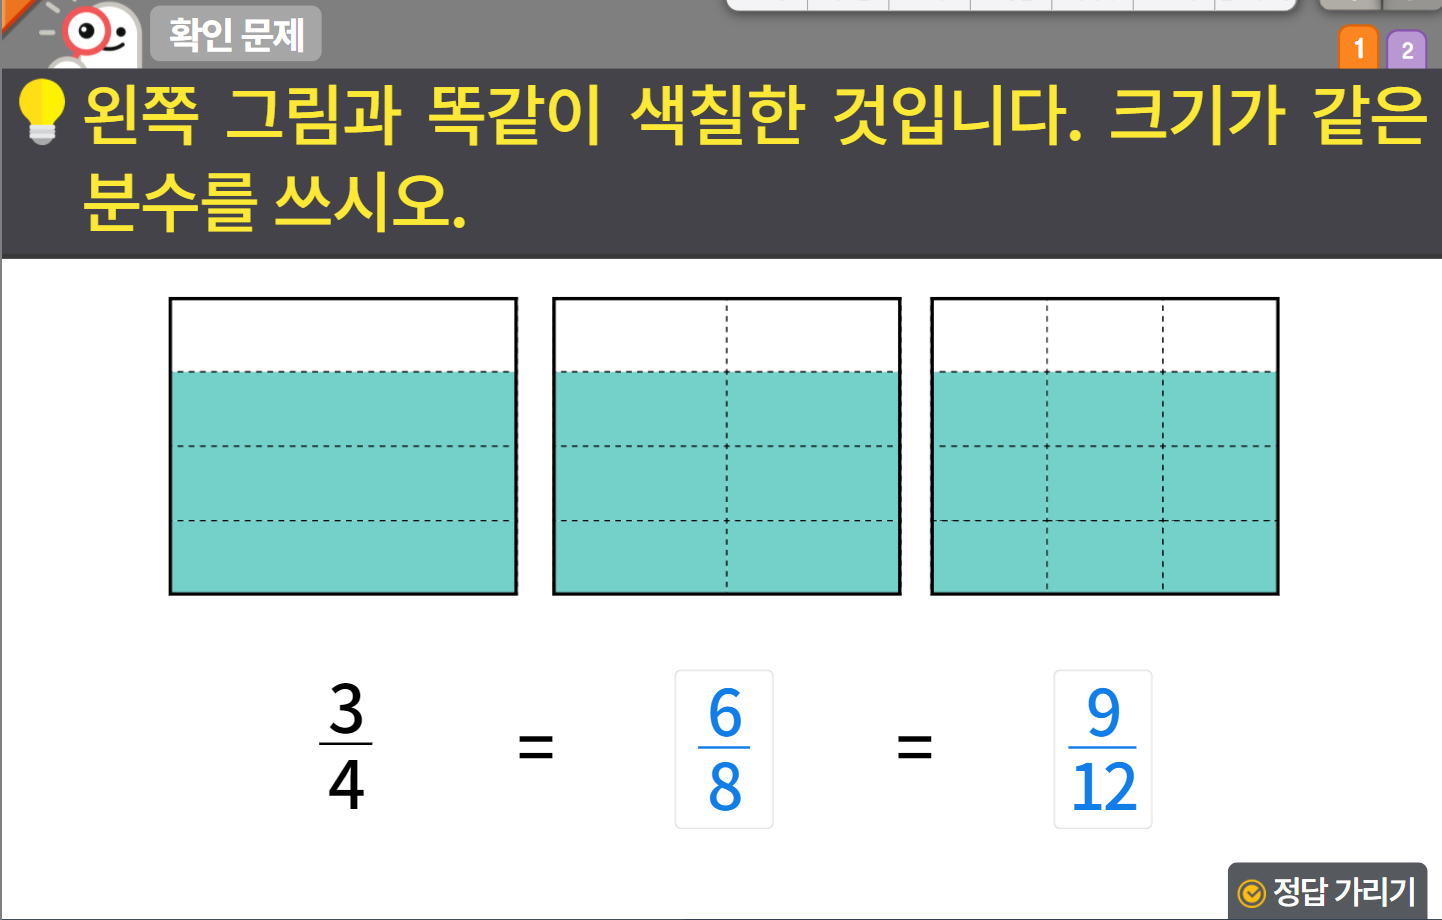 확인 문제
1 2
왼쪽 그림과 똑같이 색칠한 것입니다. 크기가 같은
분수를 쓰시오.
3 6 9
= =
4 8 12
정답 가리기